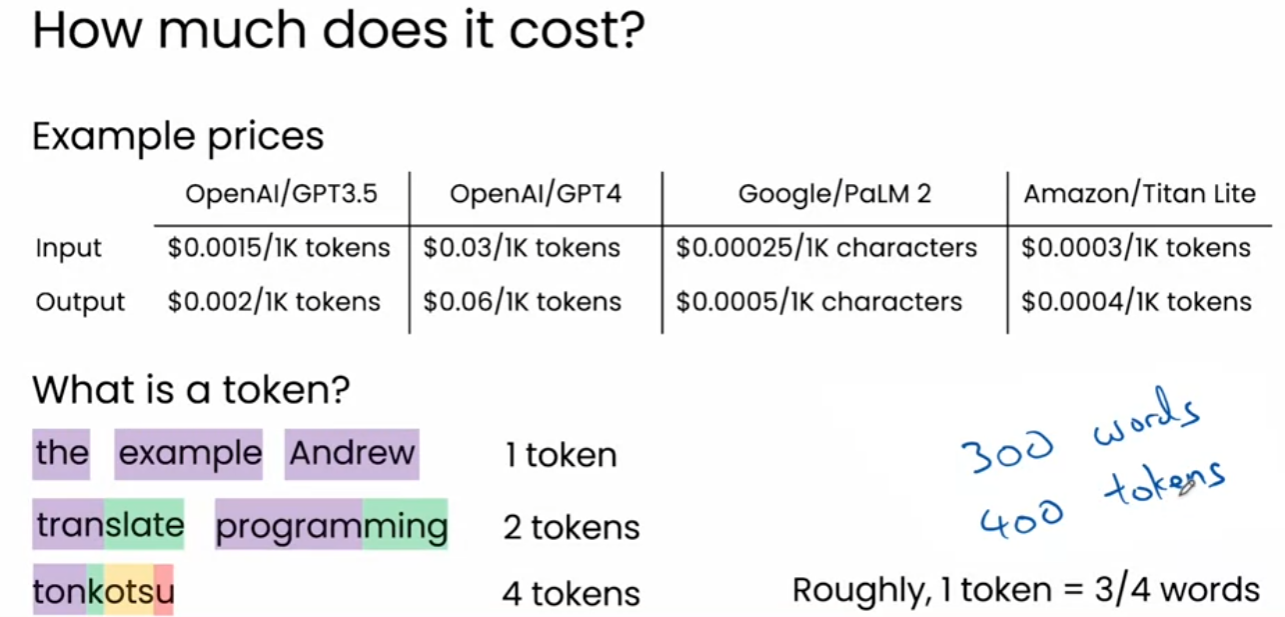 How much does it cost?
Example prices
OpenAI/GPT3.5 OpenAI/GPT4 Google/PaLM 2 Amazon/Titan Lite
Input $0.0015/1K tokens $0.03/1K tokens $0.00025/1K characters $0.0003/1K tokens
Output $0.002/1K tokens $0.06/1K tokens $0.0005/1K characters $0.0004/1K tokens
What is a token?
the example Andrew 1 token
translate programming 2 tokens
tonkotsu 4 tokens
300 words
400 tokens
Roughly, 1 token = 3/4 words